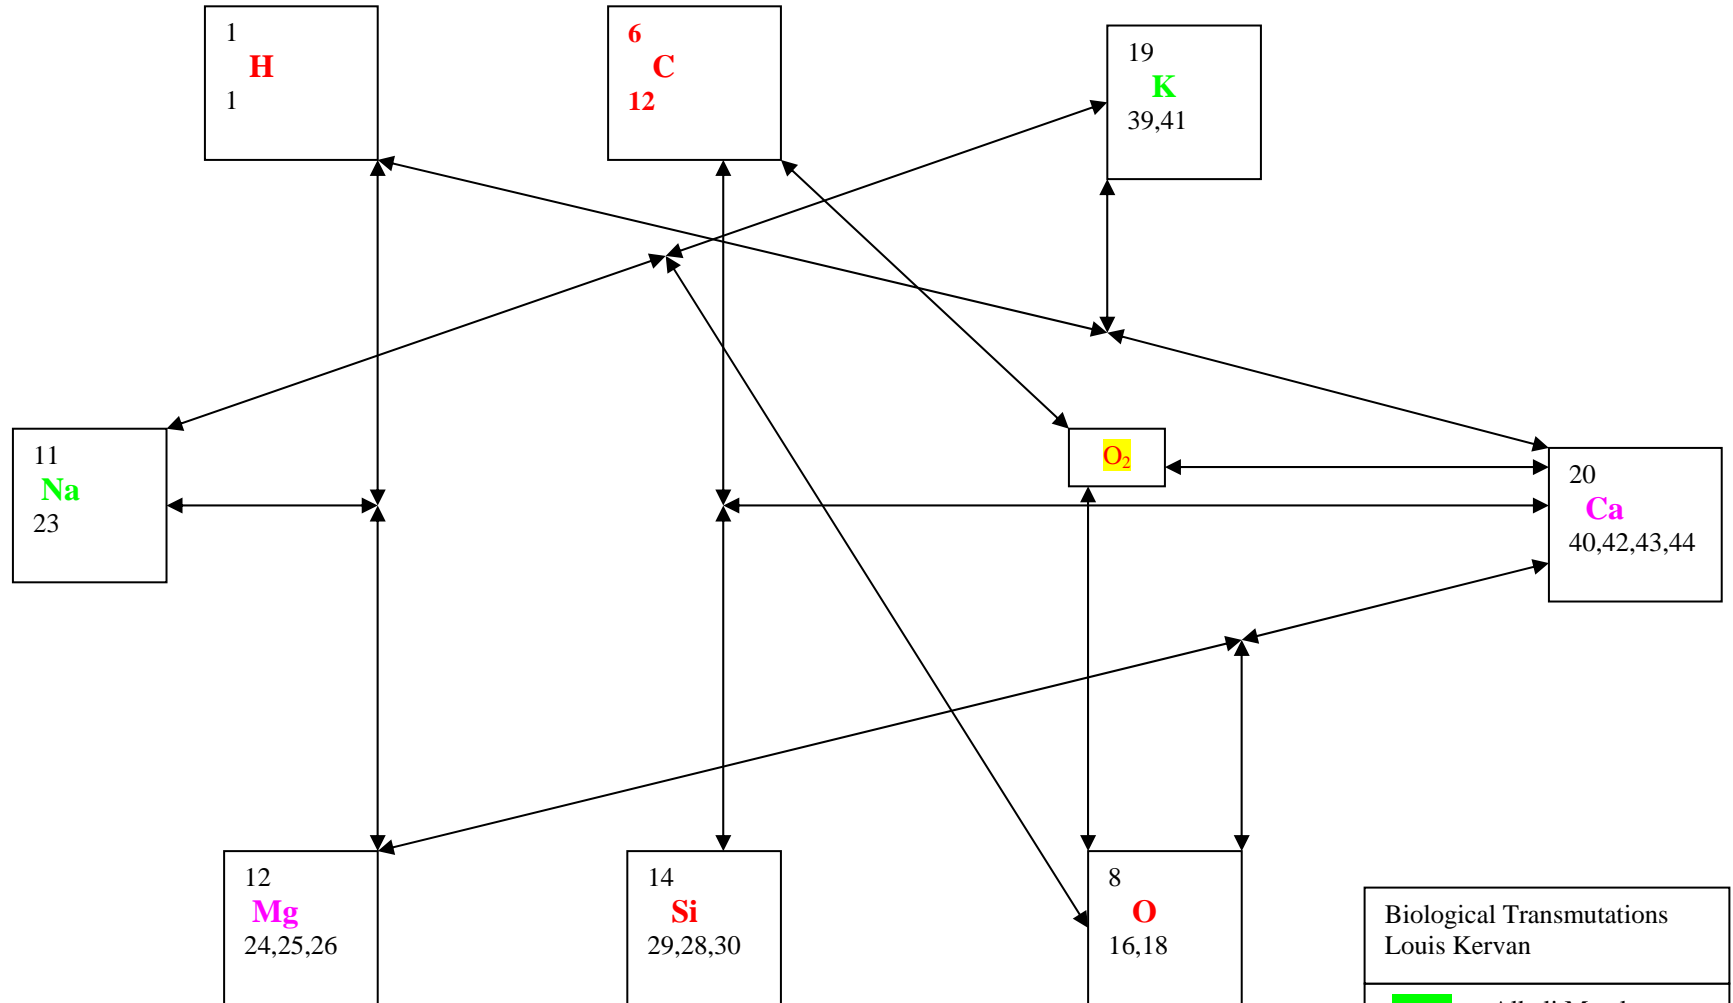 1
H
1
6
C
12
19
K
39,41
11
Na
23
O₂
20
Ca
40,42,43,44
12
Mg
24,25,26
14
Si
29,28,30
8
O
16,18
Biological Transmutations
Louis Kervan